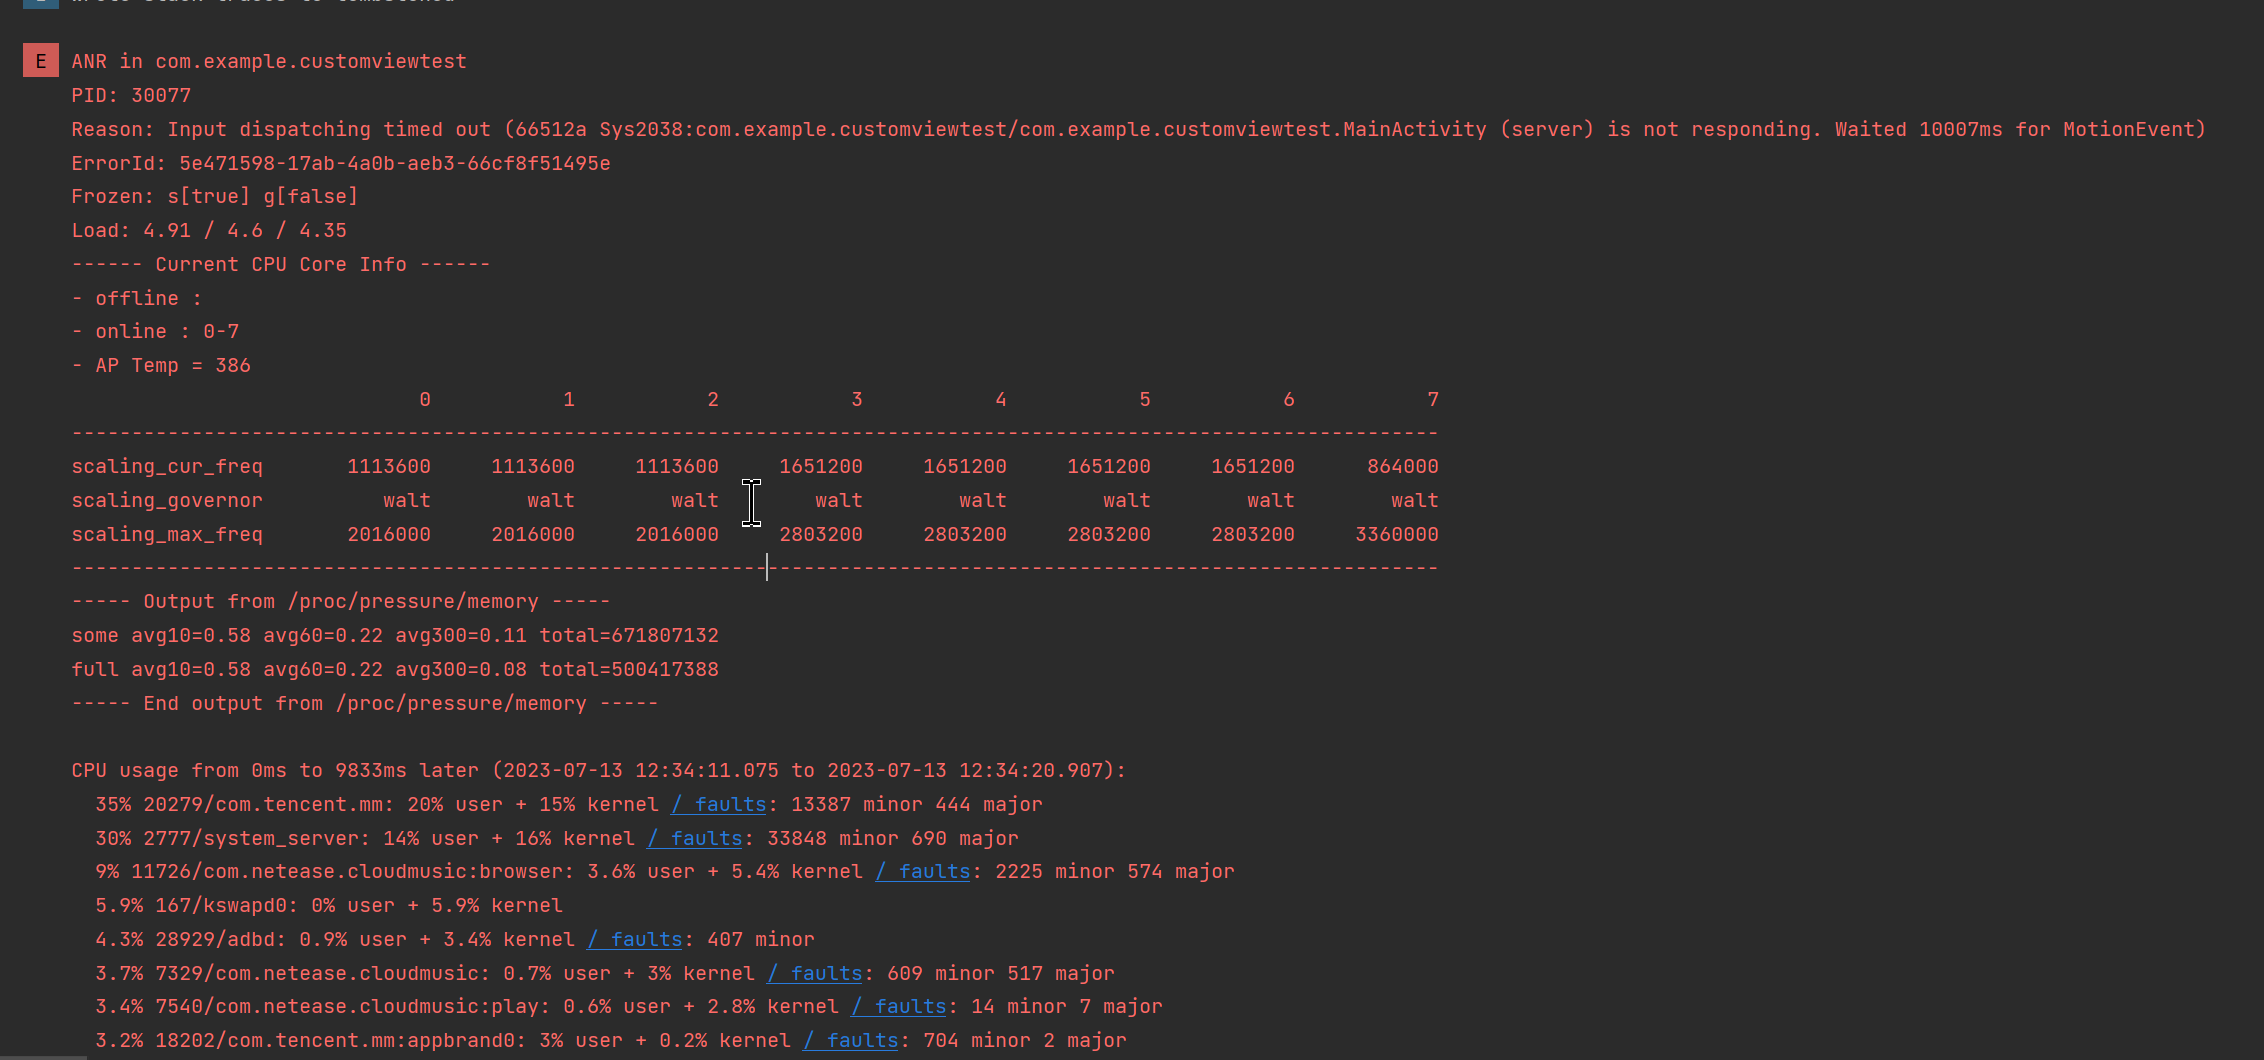 E ANR in com.example.customviewtest
PID: 30077
Reason: Input dispatching timed out (66512a Sys2038:com.example.customviewtest/com.example.customviewtest.MainActivity (server) is not responding. Waited 10007ms for MotionEvent)
ErrorId: 5e471598-17ab-4a0b-aeb3-66cf8f51495e
Frozen: s[true] g[false]
Load: 4.91 / 4.6 / 4.35
------ Current CPU Core Info ------
- offline :
- online : 0-7
- AP Temp = 386
0 1 2 3 4 5 6 7
------------------------------------------------------------------------------------------------------------------
scaling_cur_freq 1113600 1113600 1113600 1651200 1651200 1651200 1651200 864000
scaling_governor walt walt walt walt walt walt walt walt
scaling_max_freq 2016000 2016000 2016000 2803200 2803200 2803200 2803200 3360000
------------------------------------------------------------------------------------------------------------------
----- Output from /proc/pressure/memory -----
some avg10=0.58 avg60=0.22 avg300=0.11 total=671807132
full avg10=0.58 avg60=0.22 avg300=0.08 total=500417388
----- End output from /proc/pressure/memory -----
CPU usage from 0ms to 9833ms later (2023-07-13 12:34:11.075 to 2023-07-13 12:34:20.907):
35% 20279/com.tencent.mm: 20% user + 15% kernel / faults: 13387 minor 444 major
30% 2777/system_server: 14% user + 16% kernel / faults: 33848 minor 690 major
9% 11726/com.netease.cloudmusic:browser: 3.6% user + 5.4% kernel / faults: 2225 minor 574 major
5.9% 167/kswapd0: 0% user + 5.9% kernel
4.3% 28929/adbd: 0.9% user + 3.4% kernel / faults: 407 minor
3.7% 7329/com.netease.cloudmusic: 0.7% user + 3% kernel / faults: 609 minor 517 major
3.4% 7540/com.netease.cloudmusic:play: 0.6% user + 2.8% kernel / faults: 14 minor 7 major
3.2% 18202/com.tencent.mm:appbrand0: 3% user + 0.2% kernel / faults: 704 minor 2 major